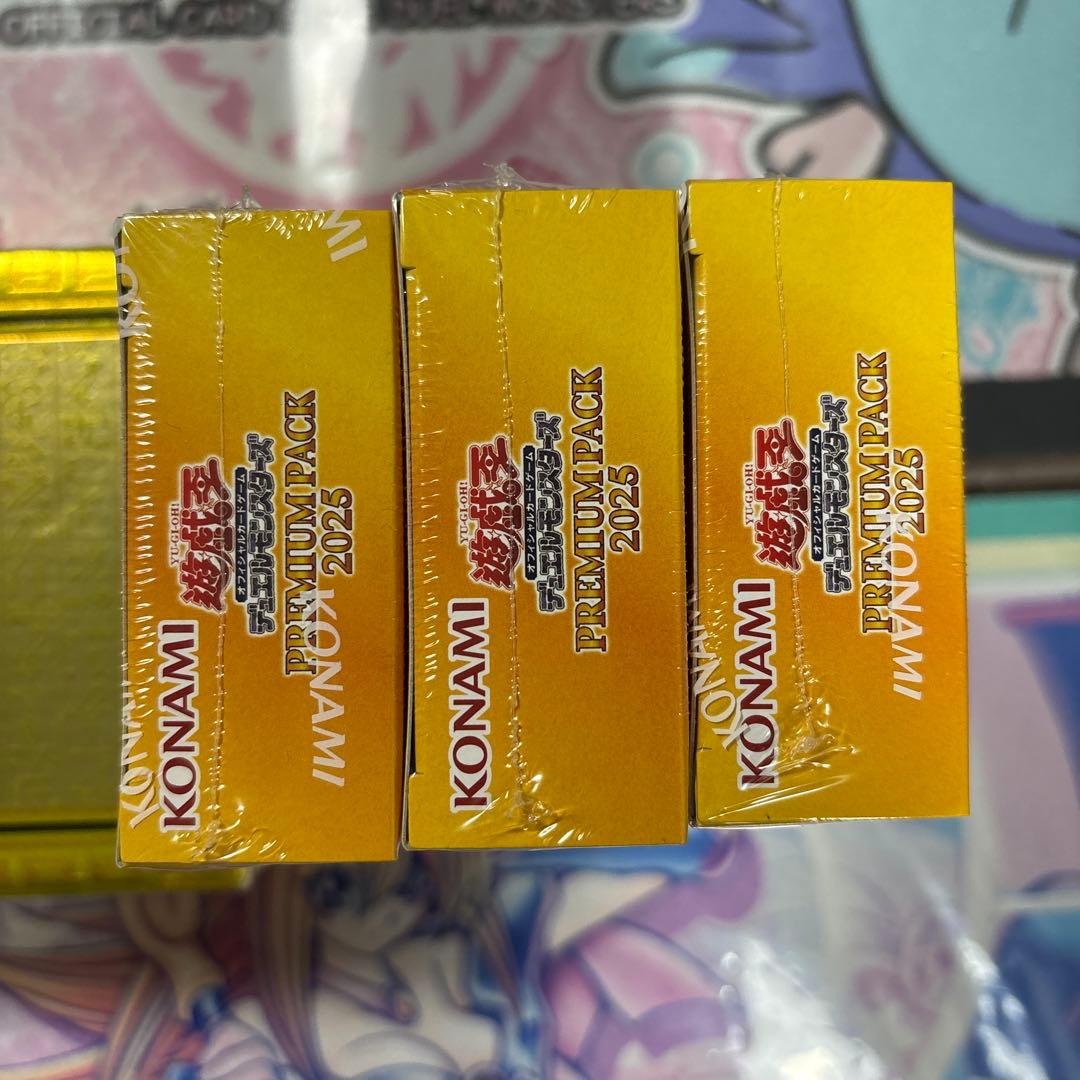 OFFICIAL CARD
DUEL MONSTERS
KONAMI
YU-GI-OH!
遊戯王
オフィシャルカードゲーム
デュエルモンスターズ
PREMIUM PACK
2025
KONAMI
KONAMI
KONAMI
YU-GI-OH!
遊戯王
オフィシャルカードゲーム
デュエルモンスターズ
PREMIUM PACK
2025
KONAMI
YU-GI-OH!
遊戯王
オフィシャルカードゲーム
デュエルモンスターズ
PREMIUM PACK
2025
KONAMI
KONAMI